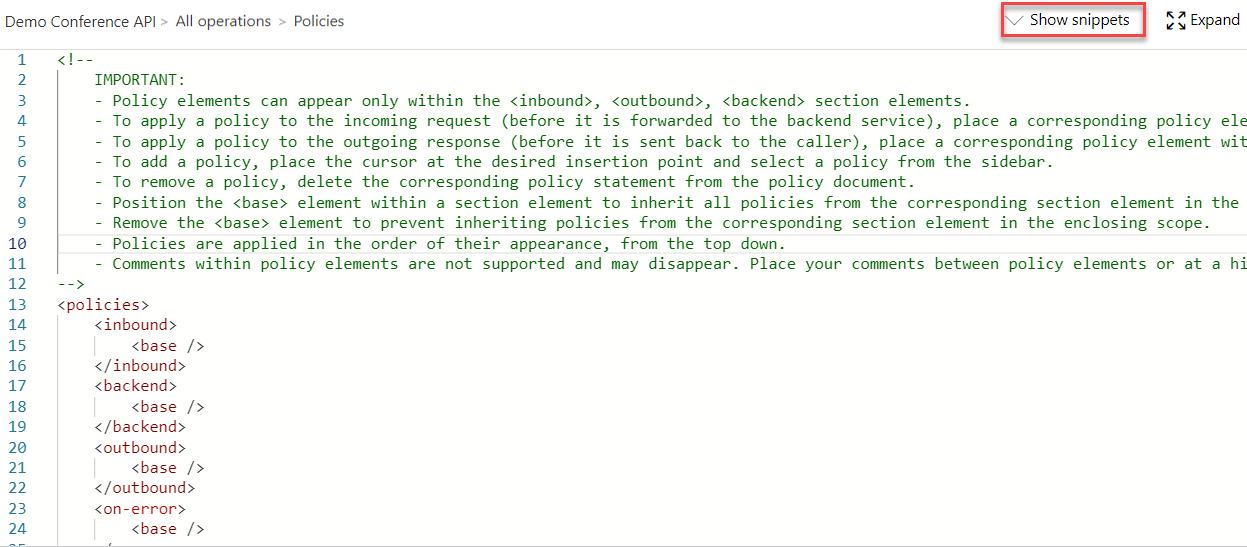 Demo Conference API > All operations > Policies
Show snippets
Expand
1 <!--
2 IMPORTANT:
3 - Policy elements can appear only within the <inbound>, <outbound>, <backend> section elements.
4 - To apply a policy to the incoming request (before it is forwarded to the backend service), place a corresponding policy ele
5 - To apply a policy to the outgoing response (before it is sent back to the caller), place a corresponding policy element wit
6 - To add a policy, place the cursor at the desired insertion point and select a policy from the sidebar.
7 - To remove a policy, delete the corresponding policy statement from the policy document.
8 - Position the <base> element within a section element to inherit all policies from the corresponding section element in the
9 - Remove the <base> element to prevent inheriting policies from the corresponding section element in the enclosing scope.
10 - Policies are applied in the order of their appearance, from the top down.
11 - Comments within policy elements are not supported and may disappear. Place your comments between policy elements or at a hi
12 -->
13 <policies>
14 <inbound>
15 <base />
16 </inbound>
17 <backend>
18 <base />
19 </backend>
20 <outbound>
21 <base />
22 </outbound>
23 <on-error>
24 <base />